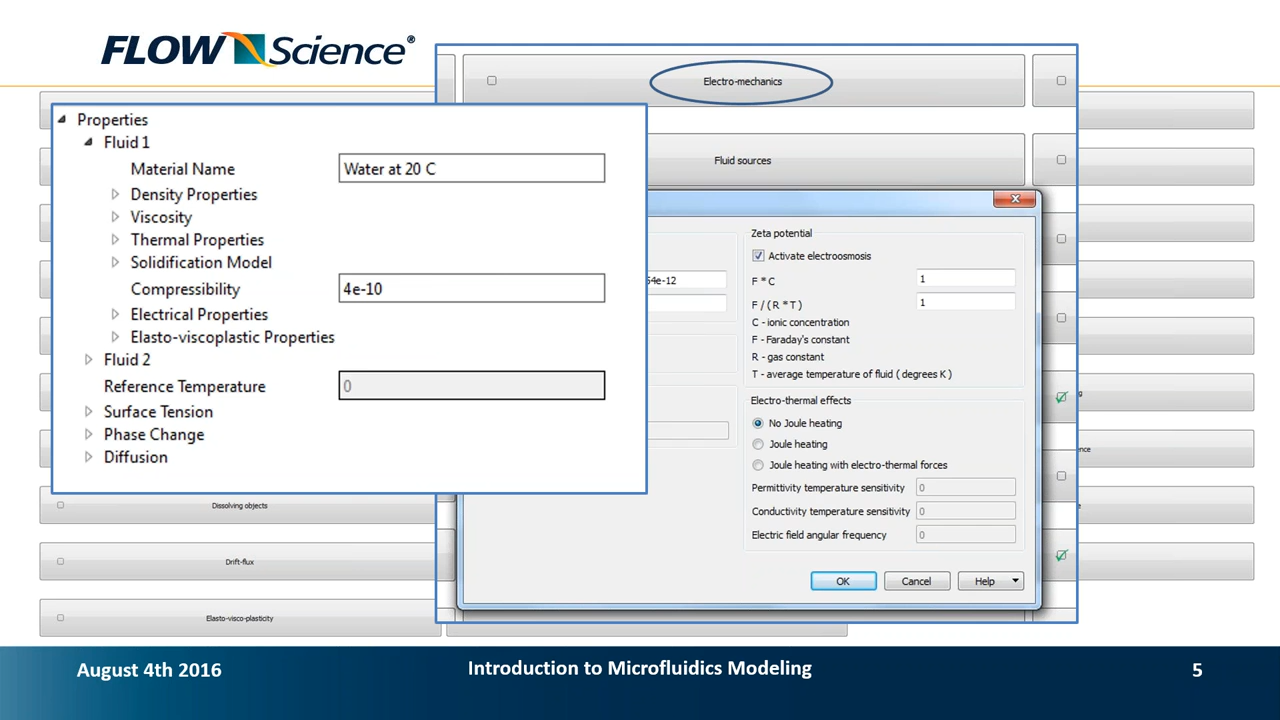 FLOW Science®
Electro-mechanics
Fluid sources
Properties
Fluid 1
Material Name Water at 20 C
Density Properties
Viscosity
Thermal Properties
Solidification Model
Compressibility 4e-10
Electrical Properties
Elasto-viscoplastic Properties
Fluid 2
Reference Temperature 0
Surface Tension
Phase Change
Diffusion
Zeta potential
Activate electroosmosis
F * C 1
F / ( R * T ) 1
C - ionic concentration
F - Faraday's constant
R - gas constant
T - average temperature of fluid ( degrees K )
Electro-thermal effects
No Joule heating
Joule heating
Joule heating with electro-thermal forces
Permittivity temperature sensitivity 0
Conductivity temperature sensitivity 0
Electric field angular frequency 0
OK Cancel Help
Dissolving objects
Drift-flux
Elasto-visco-plasticity
August 4th 2016
Introduction to Microfluidics Modeling
5